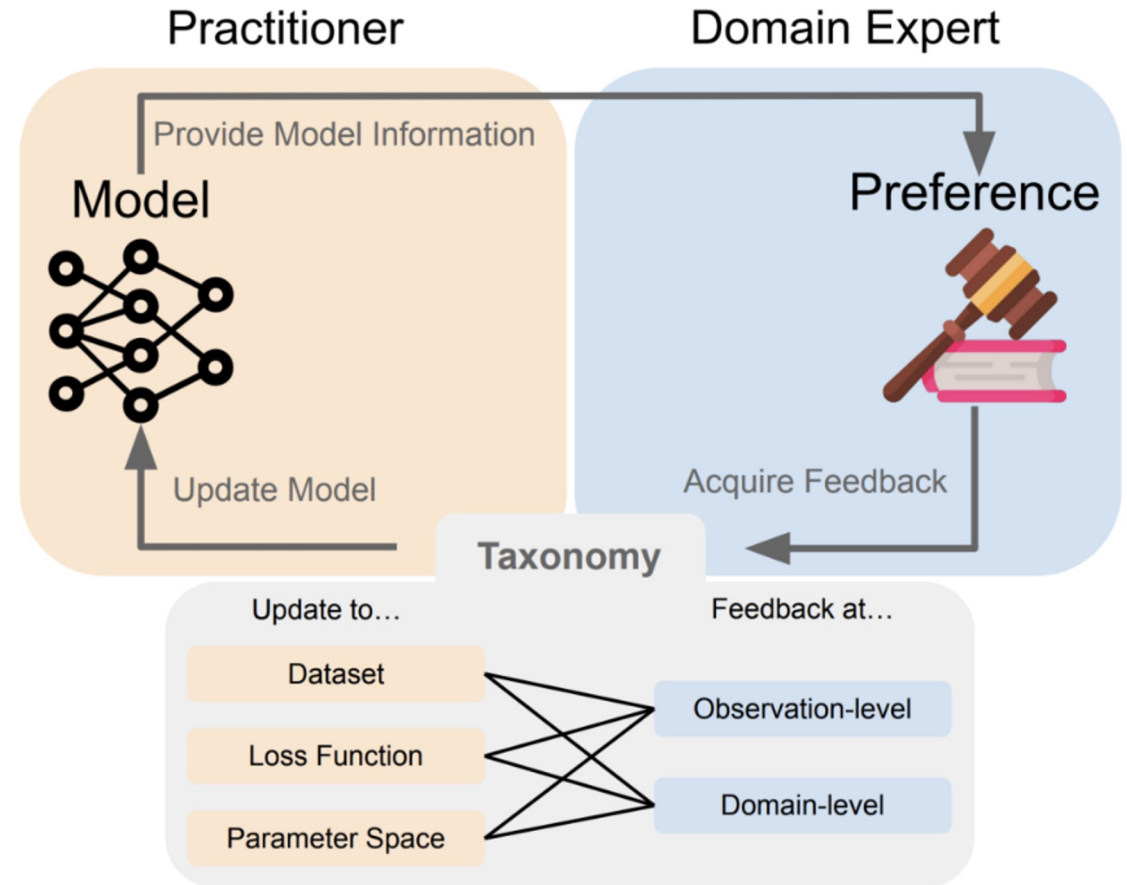 Practitioner
Domain Expert
Provide Model Information
Model
Preference
Update Model
Acquire Feedback
Taxonomy
Update to…
Feedback at…
Dataset
Observation-level
Loss Function
Domain-level
Parameter Space